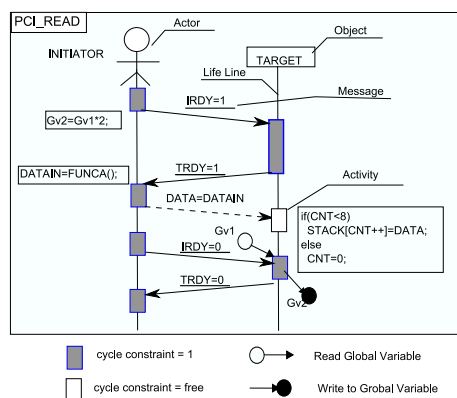 PCI_READ
Actor
Object
INITIATOR
TARGET
Life Line
Message
IRDY=1
Gv2=Gv1*2;
TRDY=1
DATAIN=FUNCA();
Activity
DATA=DATAIN
if(CNT<8)
STACK[CNT++]=DATA;
else
CNT=0;
Gv1
IRDY=0
TRDY=0
Gv2
cycle constraint = 1
Read Global Variable
cycle constraint = free
Write to Grobal Variable